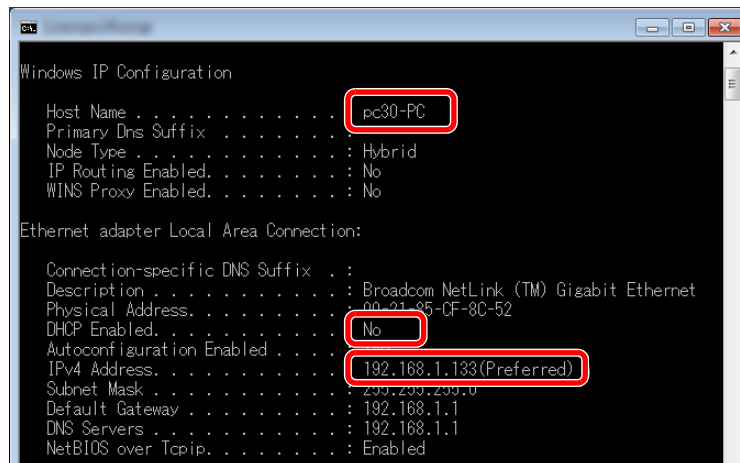 Windows IP Configuration
Host Name . . . . . . . . . . . . : pc30-PC
Primary Dns Suffix . . . . . . . :
Node Type . . . . . . . . . . . . : Hybrid
IP Routing Enabled. . . . . . . . : No
WINS Proxy Enabled. . . . . . . . : No
Ethernet adapter Local Area Connection:
Connection-specific DNS Suffix . :
Description . . . . . . . . . . . : Broadcom NetLink (TM) Gigabit Ethernet
Physical Address. . . . . . . . . : 00-21-85-CF-8C-52
DHCP Enabled. . . . . . . . . . . : No
Autoconfiguration Enabled . . . . :
IPv4 Address. . . . . . . . . . . : 192.168.1.133(Preferred)
Subnet Mask . . . . . . . . . . . : 255.255.255.0
Default Gateway . . . . . . . . . : 192.168.1.1
DNS Servers . . . . . . . . . . . : 192.168.1.1
NetBIOS over Tcpip. . . . . . . . : Enabled